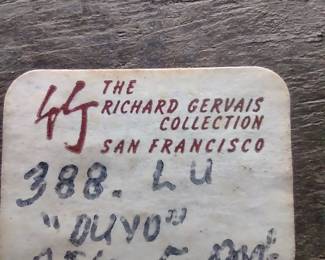 THE
RICHARD GERVAIS
COLLECTION
SAN FRANCISCO
388. LU
"DUYO"